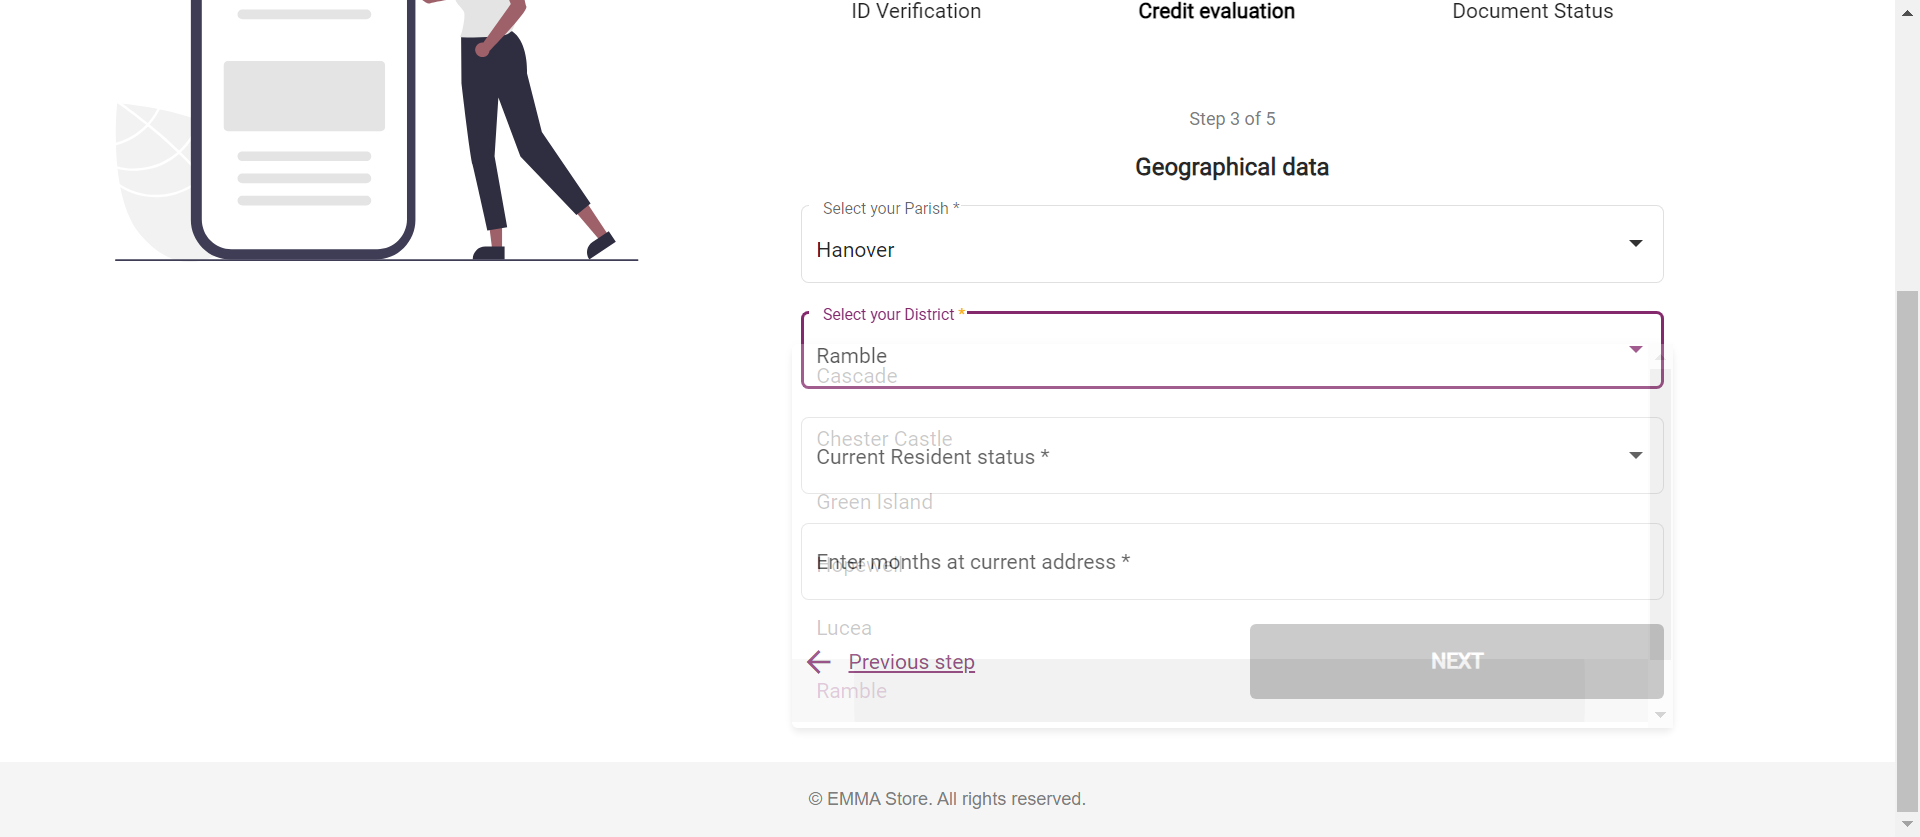 ID Verification
Credit evaluation
Document Status
Step 3 of 5
Geographical data
Select your Parish *
Hanover
Select your District *
Ramble
Cascade
Chester Castle
Current Resident status *
Green Island
Enter months at current address *
Hopewell
Lucea
Previous step
NEXT
Ramble
© EMMA Store. All rights reserved.